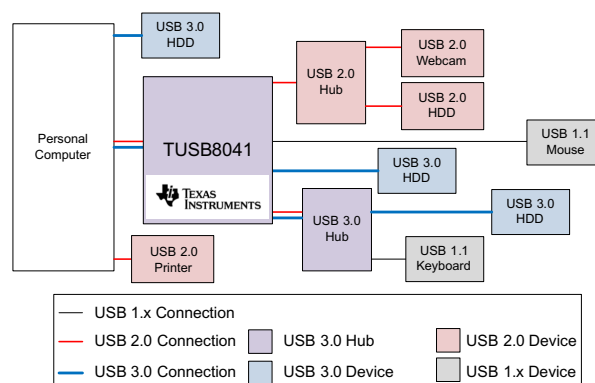 USB 3.0
HDD
USB 2.0
Hub
USB 2.0
Webcam
USB 2.0
HDD
Personal
Computer
TUSB8041
TEXAS
INSTRUMENTS
USB 1.1
Mouse
USB 3.0
HDD
USB 3.0
Hub
USB 3.0
HDD
USB 2.0
Printer
USB 1.1
Keyboard
USB 1.x Connection
USB 2.0 Connection
USB 3.0 Hub
USB 2.0 Device
USB 3.0 Connection
USB 3.0 Device
USB 1.x Device